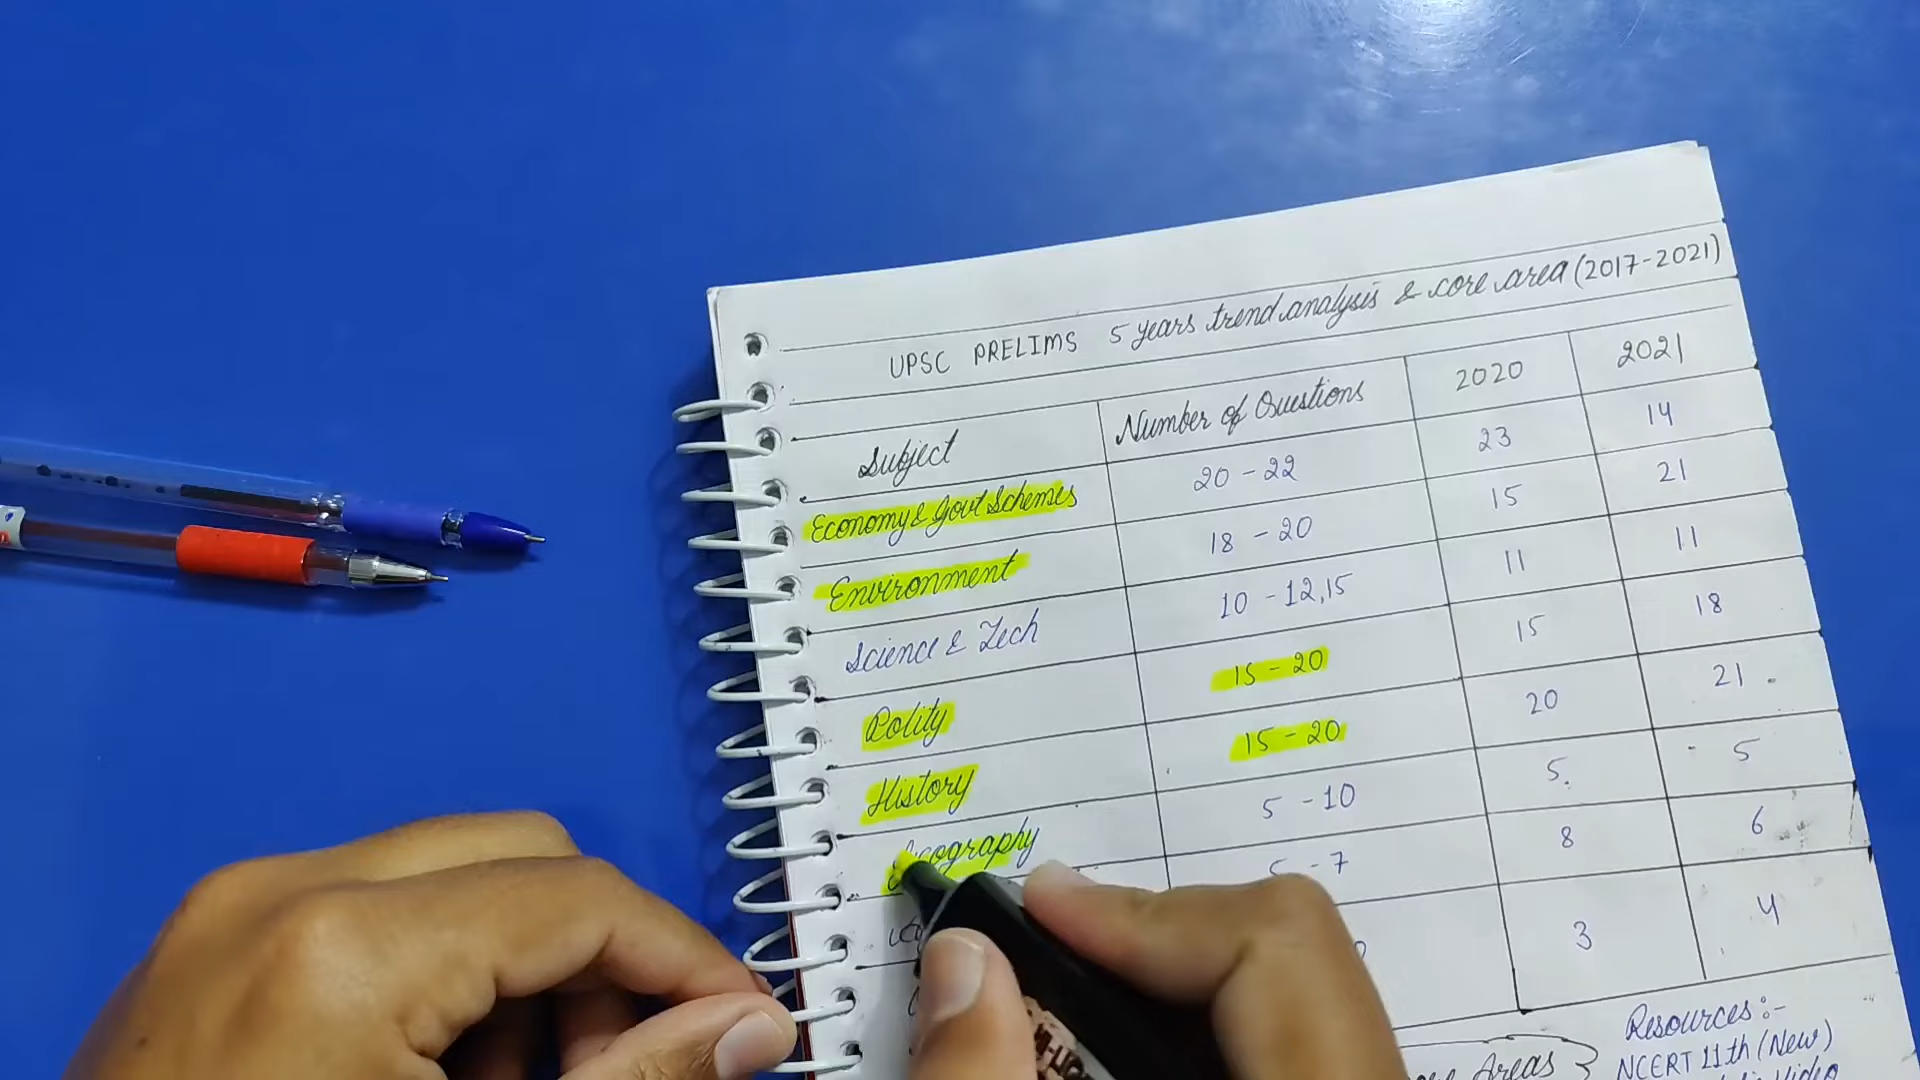 UPSC PRELIMS 5 years trend analysis & core area (2017-2021)
Subject Number of Questions 2020 2021
Economy & Govt Schemes 20 - 22 23 14
Environment 18 - 20 15 21
Science & Tech 10 - 12,15 11 11
Polity 15 - 20 15 18
History 15 - 20 20 21
Geography 5 - 10 5 5
5 - 7 8 6
3 4
Resources :-
Areas NCERT 11th (New)
Video